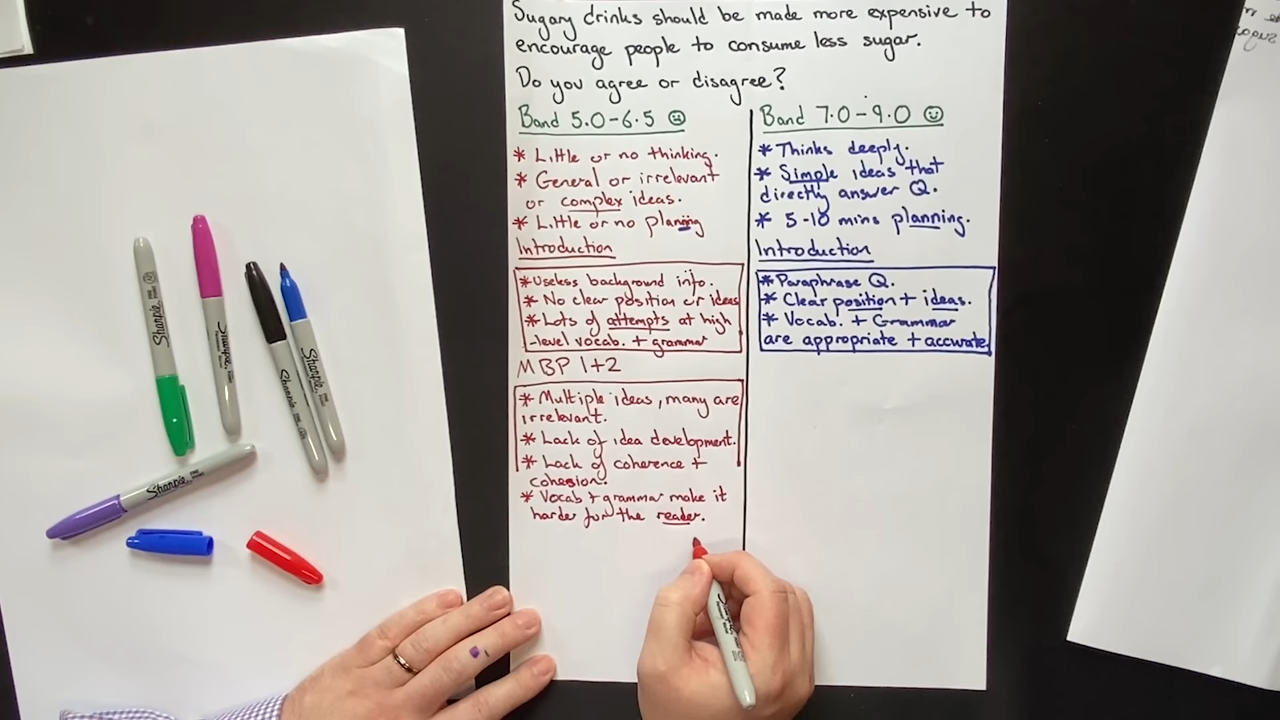 Sugary drinks should be made more expensive to
encourage people to consume less sugar.
Do you agree or disagree?
Band 5.0-6.5
* Little or no thinking.
* General or irrelevant
or complex ideas.
* Little or no planing
Introduction
* Useless background info.
* No clear position or ideas
* Lots of attempts at high
-level vocab. + grammar
MBP 1+2
* Multiple ideas, many are
irrelevant.
* Lack of idea development.
* Lack of coherence +
cohesion.
* Vocab + grammar make it
harder for the reader.
Band 7.0-9.0
* Thinks deeply.
* Simple ideas that
directly answer Q.
* 5-10 mins planning.
Introduction
* Paraphrase Q.
* Clear position + ideas.
* Vocab. + Grammar
are appropriate + accurate
Sharpie
Sharpie
Sharpie
Sharpie
Sharpie